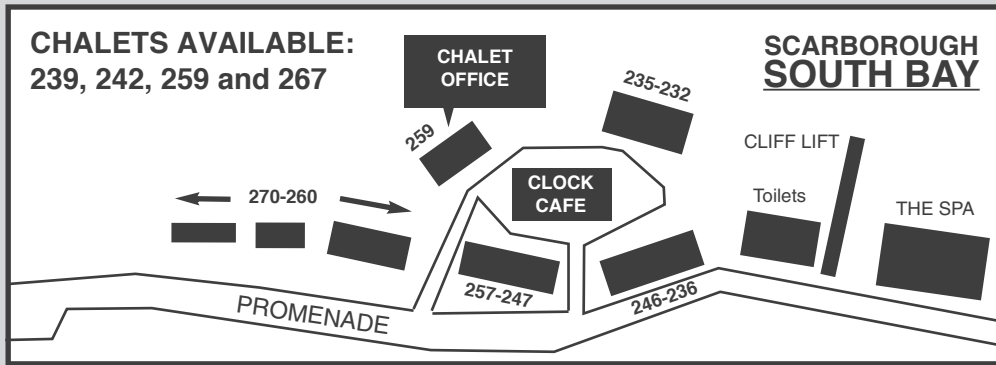 CHALETS AVAILABLE:
239, 242, 259 and 267
CHALET
OFFICE
SCARBOROUGH
SOUTH BAY
235-232
259
CLIFF LIFT
CLOCK
CAFE
270-260
Toilets
THE SPA
257-247
246-236
PROMENADE